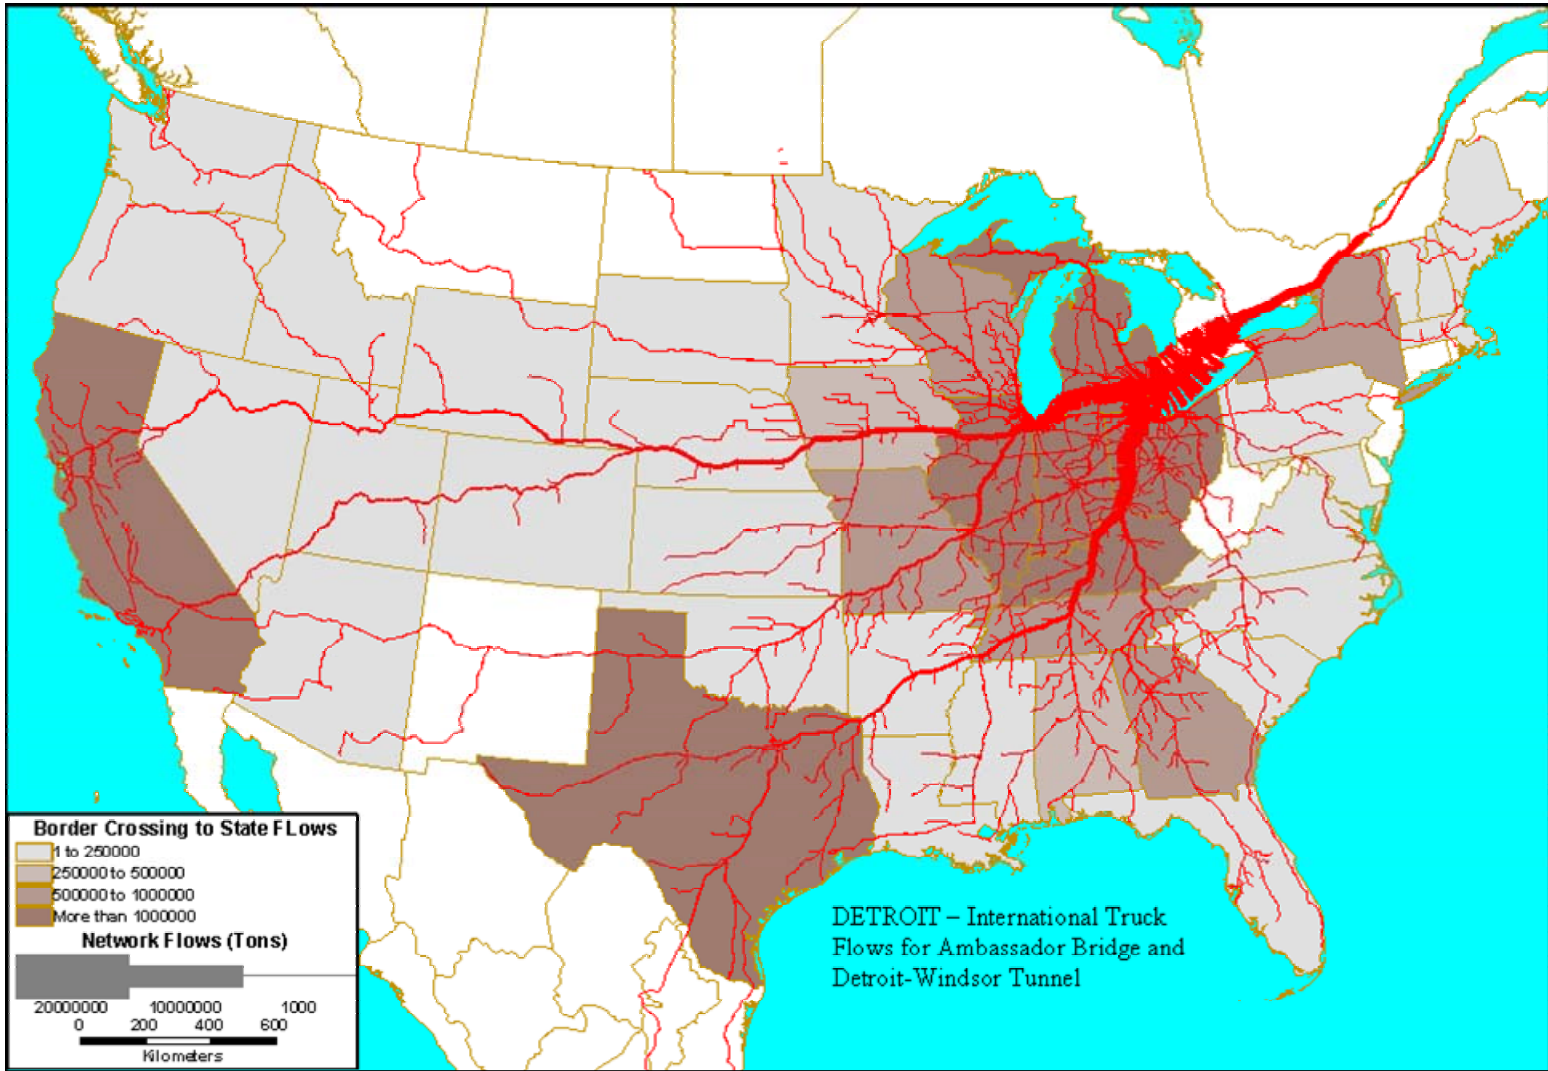 Border Crossing to State FLows
1 to 250000
250000 to 500000
500000 to 1000000
More than 1000000
Network Flows (Tons)
20000000 10000000 1000
0 200 400 600
Kilometers
DETROIT – International Truck
Flows for Ambassador Bridge and
Detroit-Windsor Tunnel